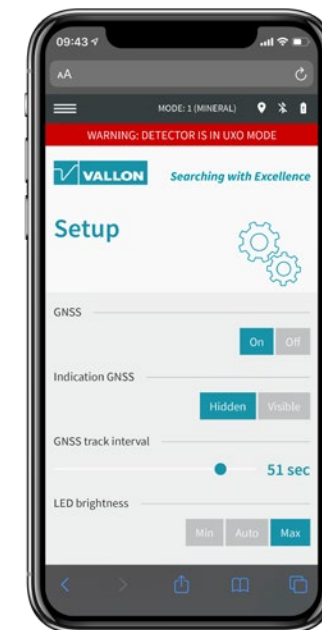 09:43
AA
MODE: 1 (MINERAL)
WARNING: DETECTOR IS IN UXO MODE
VALLON Searching with Excellence
Setup
GNSS
On Off
Indication GNSS
Hidden Visible
GNSS track interval
51 sec
LED brightness
Min Auto Max